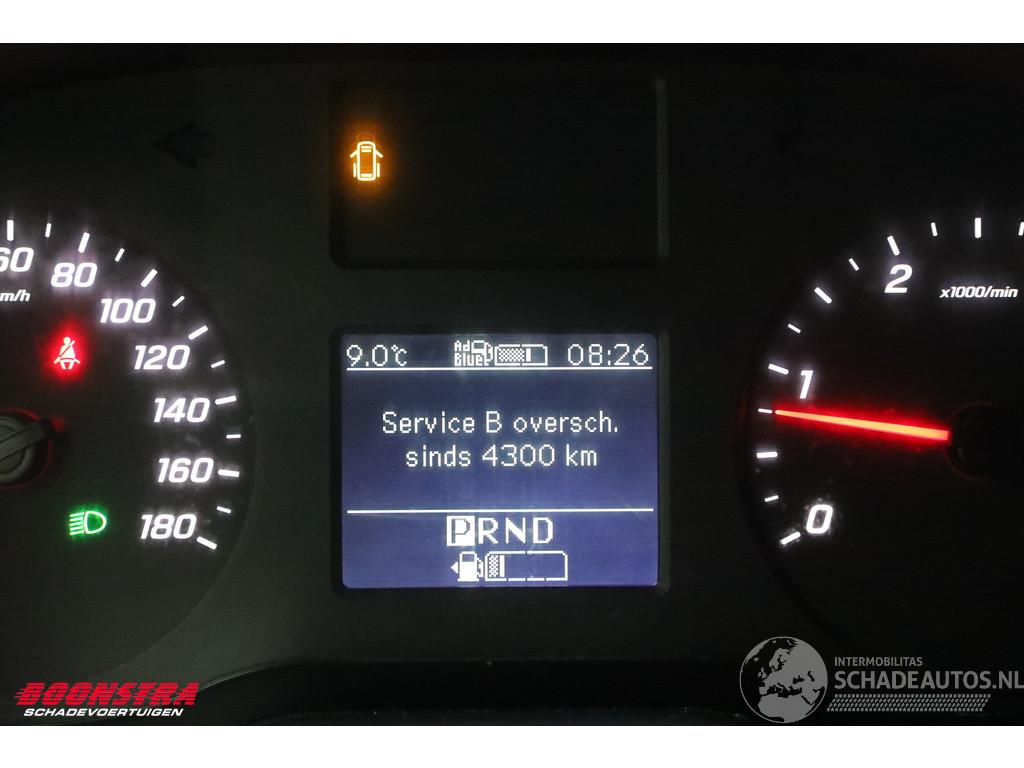 60
80
100
120
140
160
180
m/h
9.0°c
Ad
Blue
08:26
Service B oversch.
sinds 4300 km
PRND
2
x1000/min
1
0
BOONSTRA
SCHADEVOERTUIGEN
INTERMOBILITAS
SCHADEAUTOS.NL